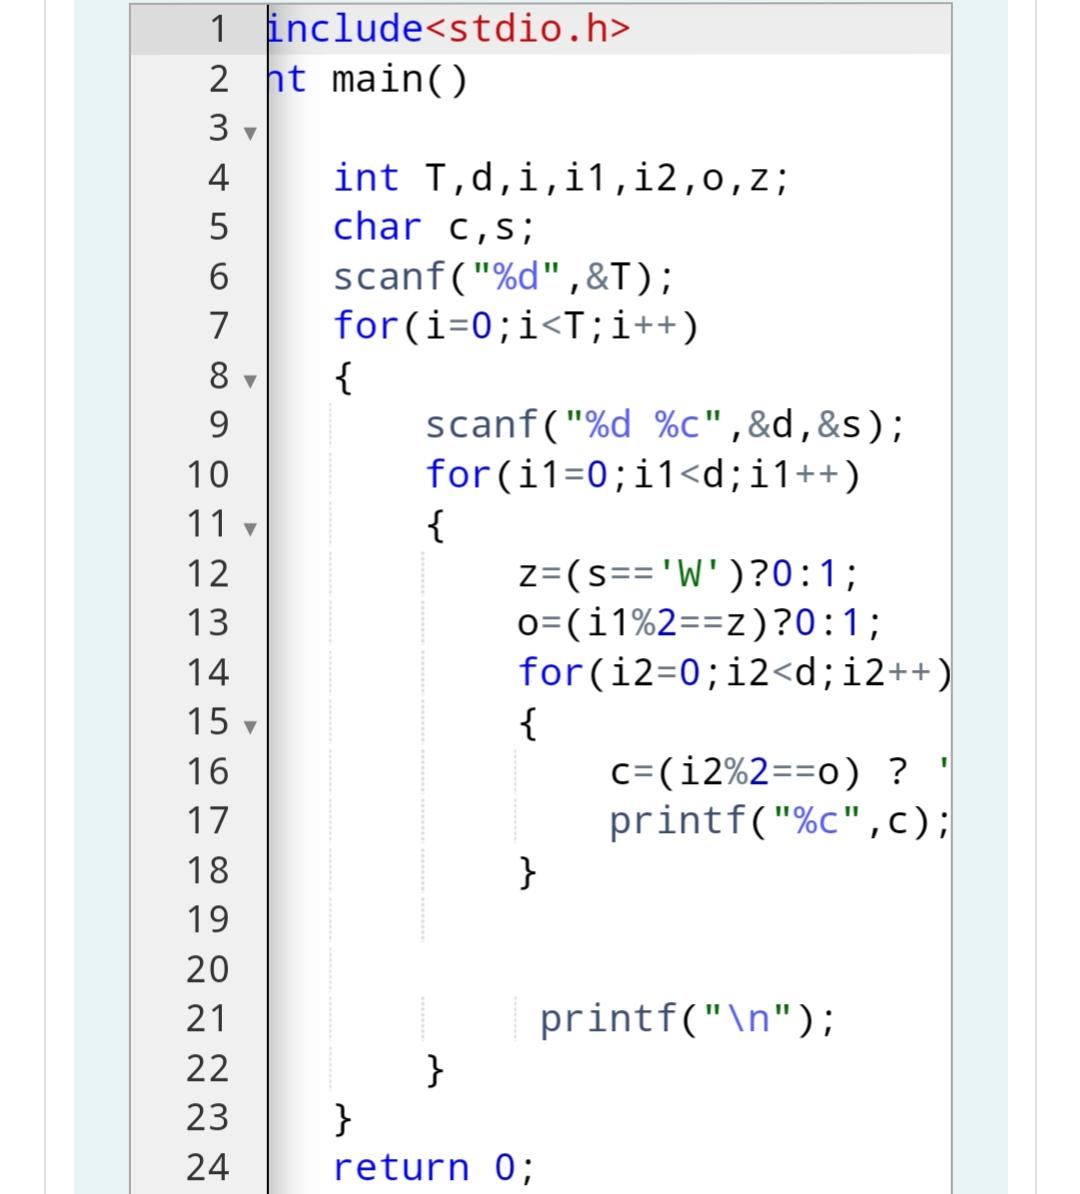 1 include<stdio.h>
2 nt main()
3
4 int T,d,i,i1,i2,o,z;
5 char c,s;
6 scanf("%d",&T);
7 for(i=0;i<T;i++)
8 {
9 scanf("%d %c",&d,&s);
10 for(i1=0;i1<d;i1++)
11 {
12 z=(s=='W')?0:1;
13 o=(i1%2==z)?0:1;
14 for(i2=0;i2<d;i2++)
15 {
16 c=(i2%2==o) ? '
17 printf("%c",c);
18 }
19
20
21 printf("\n");
22 }
23 }
24 return 0;